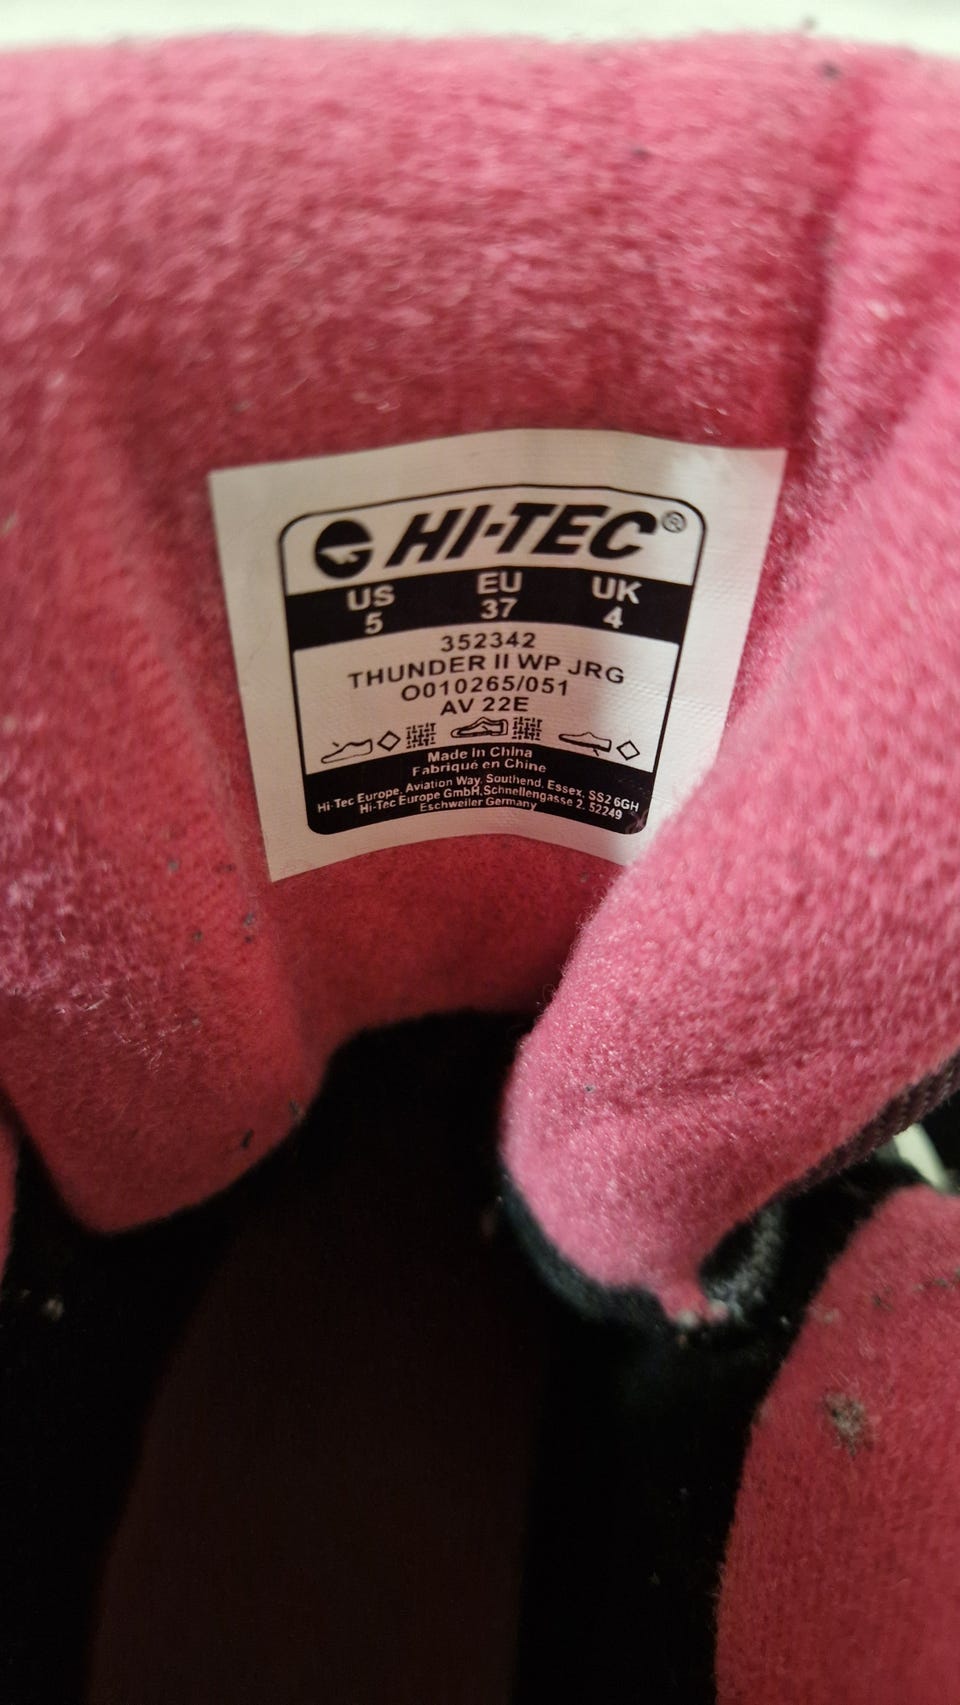 HI-TEC®
US EU UK
5 37 4
352342
THUNDER II WP JRG
O010265/051
AV 22E
Made in China
Fabriqué en Chine
Hi-Tec Europe, Aviation Way, Southend, Essex, SS2 6GH
Hi-Tec Europe GmbH,Schnellengasse 2, 52249
Eschweiler Germany